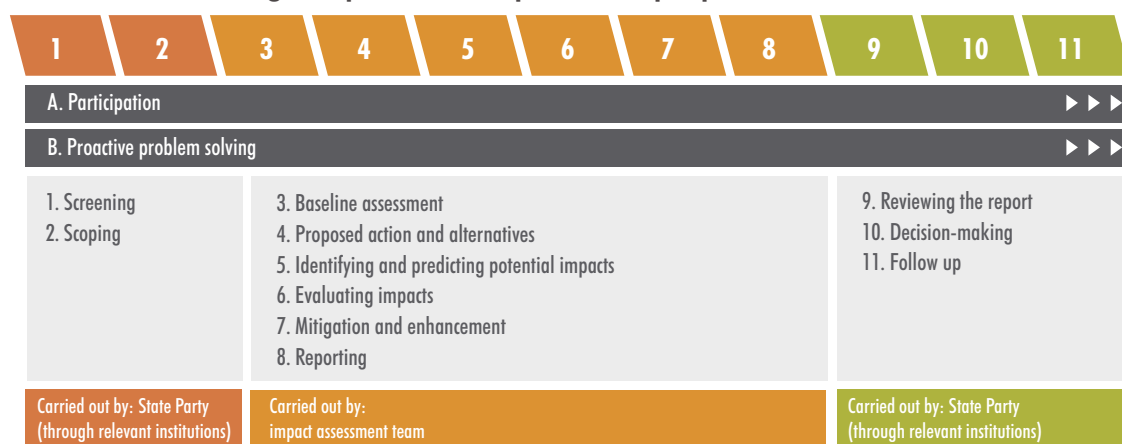 1 2 3 4 5 6 7 8 9 10 11
A. Participation
B. Proactive problem solving
1. Screening
2. Scoping
3. Baseline assessment
4. Proposed action and alternatives
5. Identifying and predicting potential impacts
6. Evaluating impacts
7. Mitigation and enhancement
8. Reporting
9. Reviewing the report
10. Decision-making
11. Follow up
Carried out by: State Party
(through relevant institutions)
Carried out by:
impact assessment team
Carried out by: State Party
(through relevant institutions)